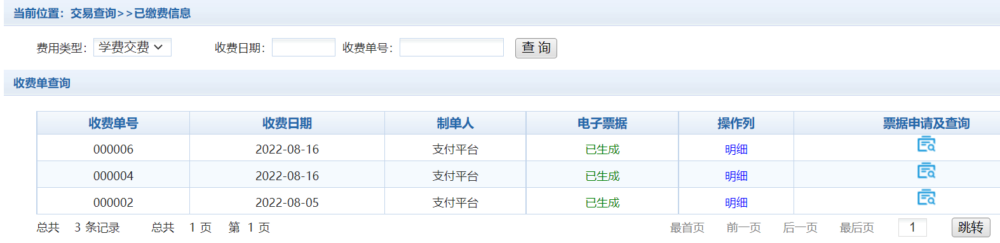 当前位置：交易查询>>已缴费信息
费用类型： 学费交费 收费日期： 收费单号： 查 询
收费单查询
收费单号 收费日期 制单人 电子票据 操作列 票据申请及查询
000006 2022-08-16 支付平台 已生成 明细
000004 2022-08-16 支付平台 已生成 明细
000002 2022-08-05 支付平台 已生成 明细
总共 3 条记录 总共 1 页 第 1 页 最首页 前一页 后一页 最后页 1 跳转